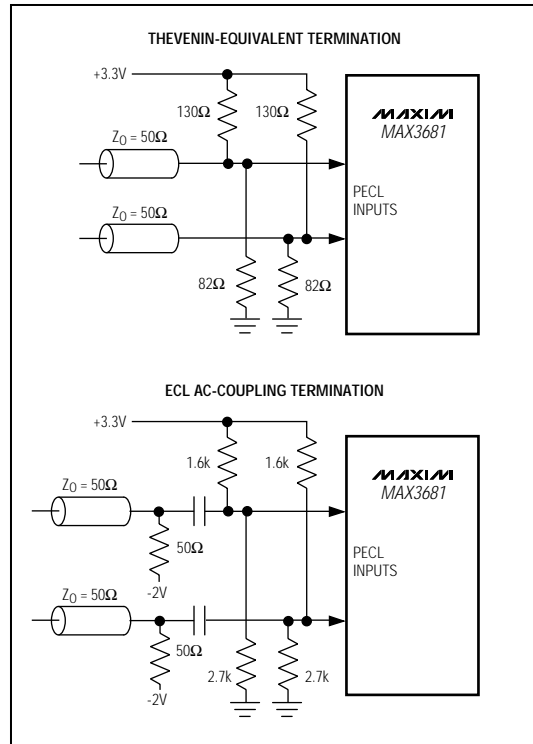 THEVENIN-EQUIVALENT TERMINATION
+3.3V
130Ω
130Ω
MAXIM
MAX3681
Z0 = 50Ω
PECL
INPUTS
Z0 = 50Ω
82Ω
82Ω
ECL AC-COUPLING TERMINATION
+3.3V
1.6k
1.6k
MAXIM
MAX3681
Z0 = 50Ω
50Ω
PECL
INPUTS
-2V
Z0 = 50Ω
50Ω
2.7k
2.7k
-2V